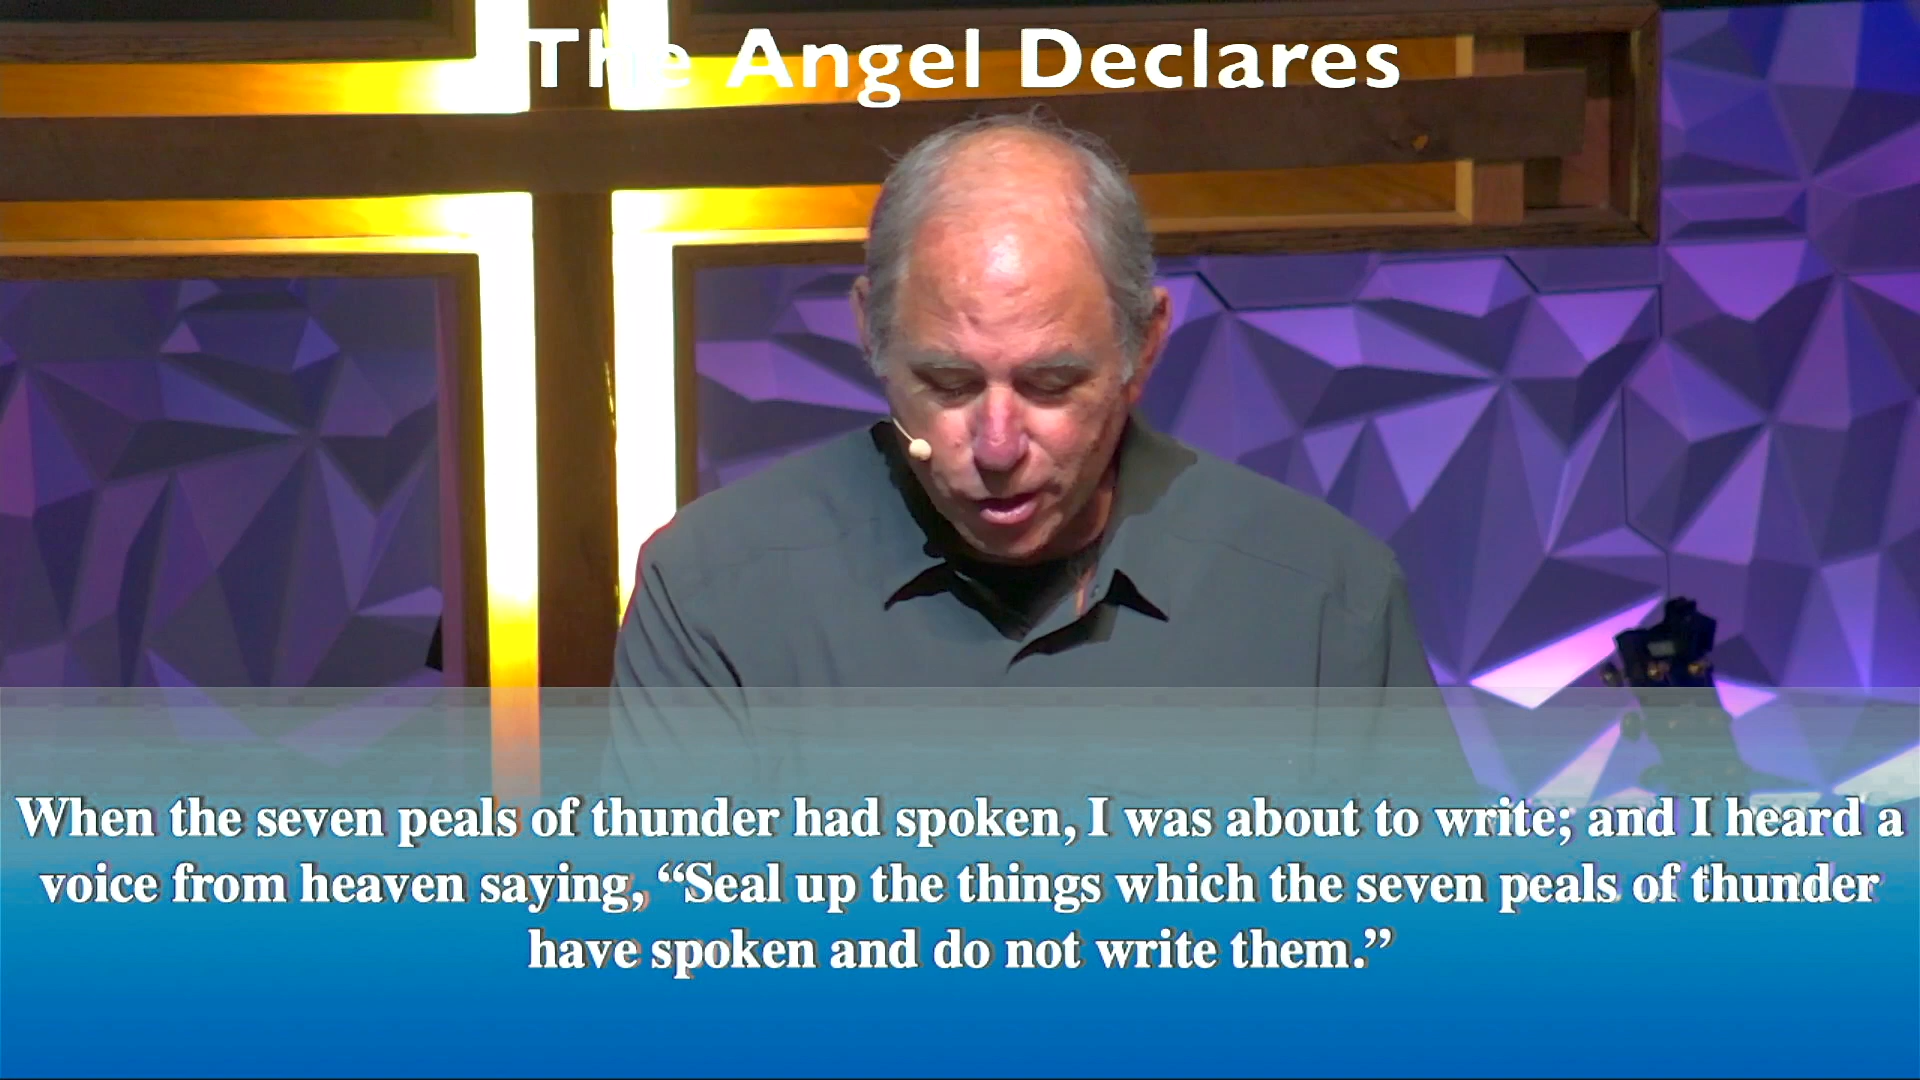 The Angel Declares
When the seven peals of thunder had spoken, I was about to write; and I heard a
voice from heaven saying, “Seal up the things which the seven peals of thunder
have spoken and do not write them.”